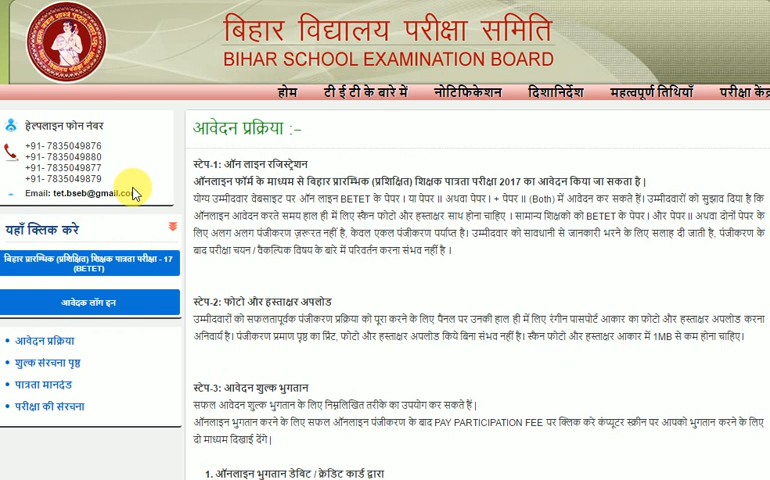 बिहार विद्यालय परीक्षा समिति
BIHAR SCHOOL EXAMINATION BOARD
होम टी ई टी के बारे में नोटिफिकेशन दिशानिर्देश महत्वपूर्ण तिथियाँ परीक्षा केंद्र
हेल्पलाइन फोन नंबर
+91- 7835049876
+91- 7835049880
+91- 7835049877
+91- 7835049879
Email: tet.bseb@gmail.com
यहाँ क्लिक करे
बिहार प्रारम्भिक (प्रशिक्षित) शिक्षक पात्रता परीक्षा - 17
(BETET)
आवेदक लॉग इन
आवेदन प्रक्रिया
शुल्क संरचना पृष्ठ
पात्रता मानदंड
परीक्षा की संरचना
आवेदन प्रक्रिया :–
स्टेप-1: ऑन लाइन रजिस्ट्रेशन
ऑनलाइन फ़ॉर्म के माध्यम से बिहार प्रारम्भिक (प्रशिक्षित) शिक्षक पात्रता परीक्षा 2017 का आवेदन किया जा सकता है |
योग्य उम्मीदवार वेबसाइट पर ऑन लाइन BETET के पेपर I या पेपर II अथवा पेपर I + पेपर II (Both) में आवेदन कर सकते हैं। उम्मीदवारों को सुझाव दिया है कि
ऑनलाइन आवेदन करते समय हाल ही में लिए स्कैन फोटो और हस्ताक्षर साथ होना चाहिए । सामान्य शिक्षको को BETET के पेपर I और पेपर II अथवा दोनों पेपर के
लिए अलग अलग पंजीकरण ज़रूरत नहीं है, केवल एकल पंजीकरण पर्याप्त है। उम्मीदवार को सावधानी से जानकारी भरने के लिए सलाह दी जाती है, पंजीकरण के
बाद परीक्षा चयन / वैकल्पिक विषय के बारे में परिवर्तन करना संभव नहीं है ।
स्टेप-2: फोटो और हस्ताक्षर अपलोड
उम्मीदवारों को सफलतापूर्वक पंजीकरण प्रक्रिया को पूरा करने के लिए पैनल पर उनकी हाल ही में लिए रंगीन पासपोर्ट आकार का फोटो और हस्ताक्षर अपलोड करना
अनिवार्य है। पंजीकरण प्रमाण पृष्ठ का प्रिंट, फोटो और हस्ताक्षर अपलोड किये बिना संभव नहीं है। स्कैन फोटो और हस्ताक्षर आकार में 1MB से कम होना चाहिए।
स्टेप-3: आवेदन शुल्क भुगतान
सफल आवेदन शुल्क भुगतान के लिए निम्नलिखित तरीके का उपयोग कर सकते हैं |
ऑनलाइन भुगतान करने के लिए सफल ऑनलाइन पंजीकरण के बाद PAY PARTICIPATION FEE पर क्लिक करे कंप्यूटर स्क्रीन पर आपको भुगतान करने के लिए
दो माध्यम दिखाई देंगे |
1. ऑनलाइन भुगतान डेबिट / क्रेडिट कार्ड द्वारा